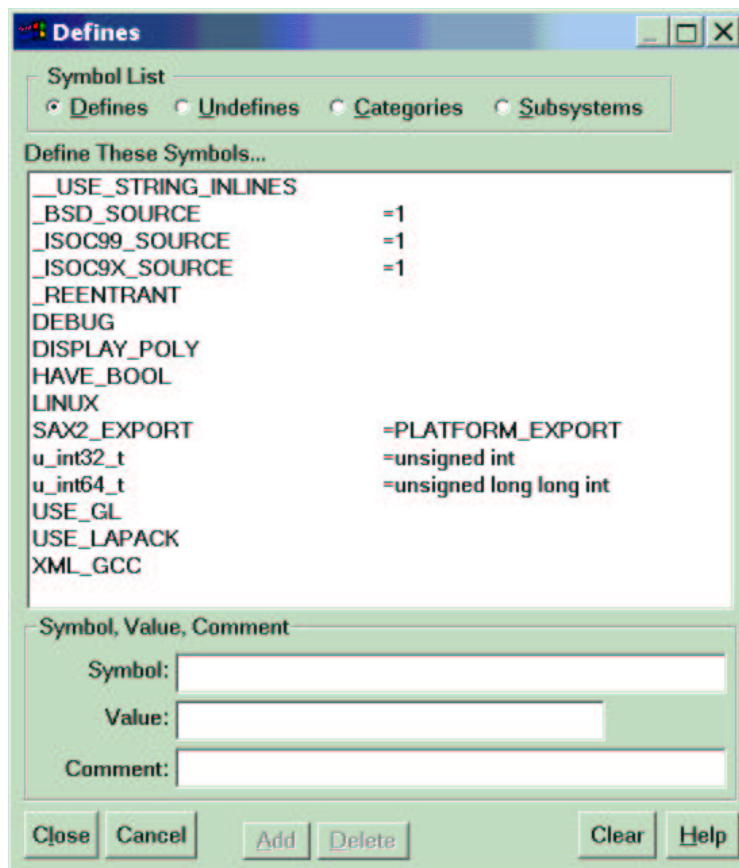 Defines
Symbol List
Defines Undefines Categories Subsystems
Define These Symbols...
__USE_STRING_INLINES
_BSD_SOURCE =1
_ISOC99_SOURCE =1
_ISOC9X_SOURCE =1
_REENTRANT
DEBUG
DISPLAY_POLY
HAVE_BOOL
LINUX
SAX2_EXPORT =PLATFORM_EXPORT
u_int32_t =unsigned int
u_int64_t =unsigned long long int
USE_GL
USE_LAPACK
XML_GCC
Symbol, Value, Comment
Symbol:
Value:
Comment:
Close Cancel Add Delete Clear Help